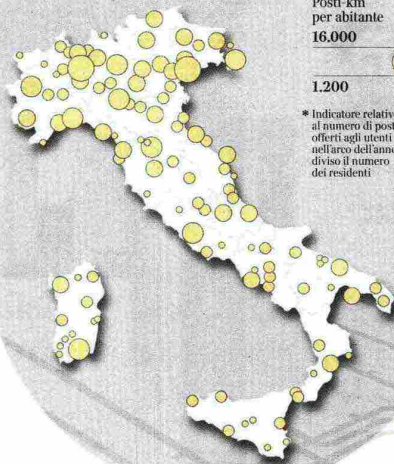 Posti-km
per abitante
16.000
1.200
* Indicatore relativo
al numero di post
offerti agli utenti
nell'arco dell'anno
diviso il numero
dei residenti